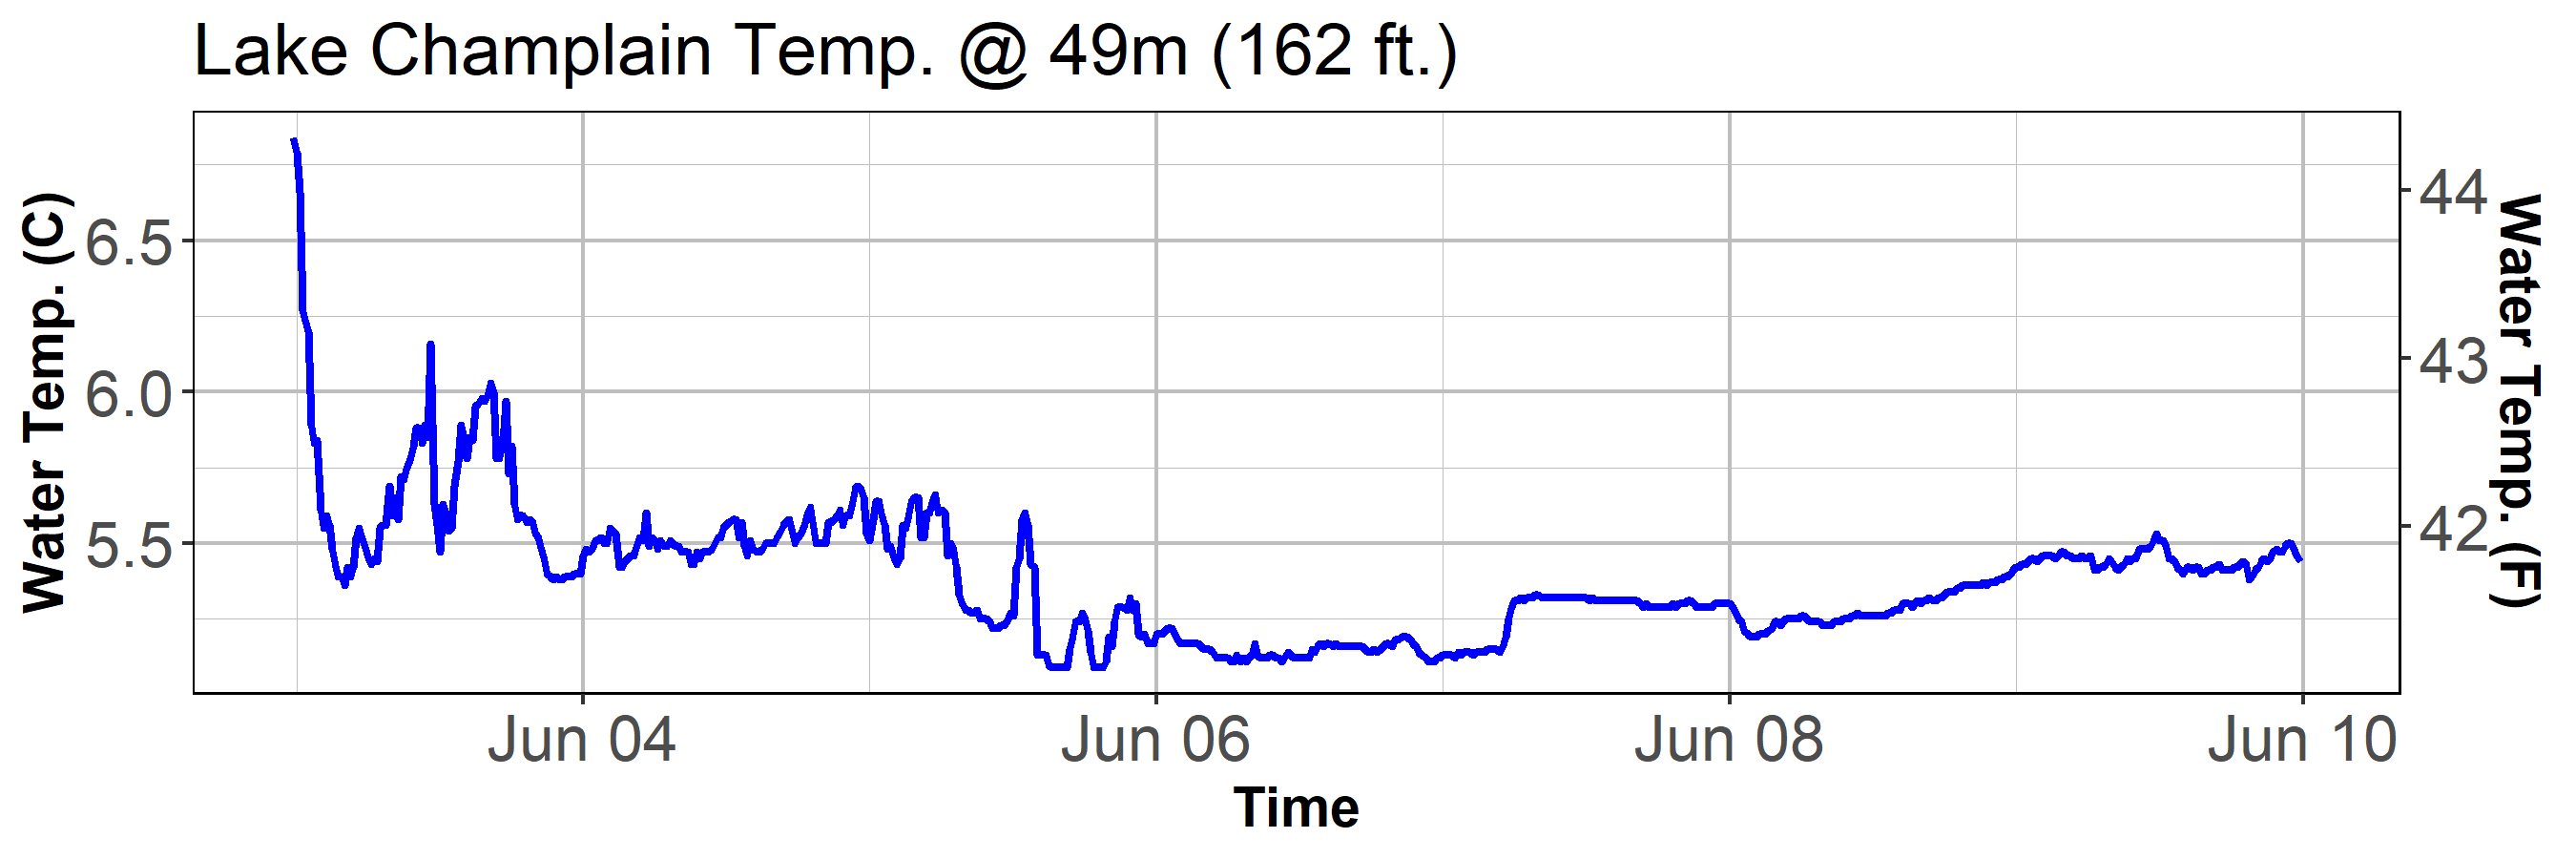 Lake Champlain Temp. @ 49m (162 ft.)
Water Temp. (C)
6.5
6.0
5.5
44
43
42
Water Temp. (F)
Jun 04 Jun 06 Jun 08 Jun 10
Time